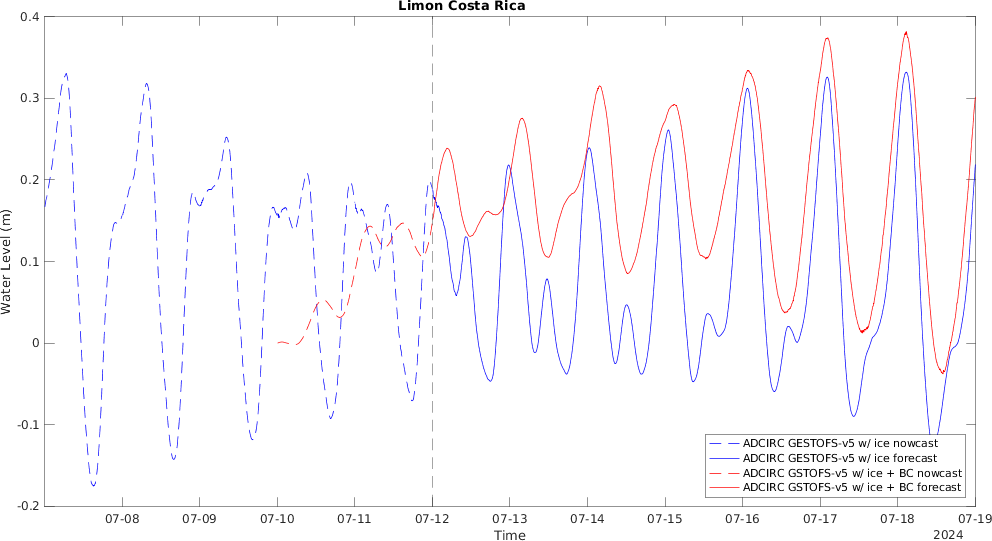 Limon Costa Rica
0.4
0.3
0.2
0.1
0
-0.1
-0.2
Water Level (m)
07-08 07-09 07-10 07-11 07-12 07-13 07-14 07-15 07-16 07-17 07-18 07-19
Time
2024
ADCIRC GESTOFS-v5 w/ ice nowcast
ADCIRC GESTOFS-v5 w/ ice forecast
ADCIRC GSTOFS-v5 w/ ice + BC nowcast
ADCIRC GSTOFS-v5 w/ ice + BC forecast